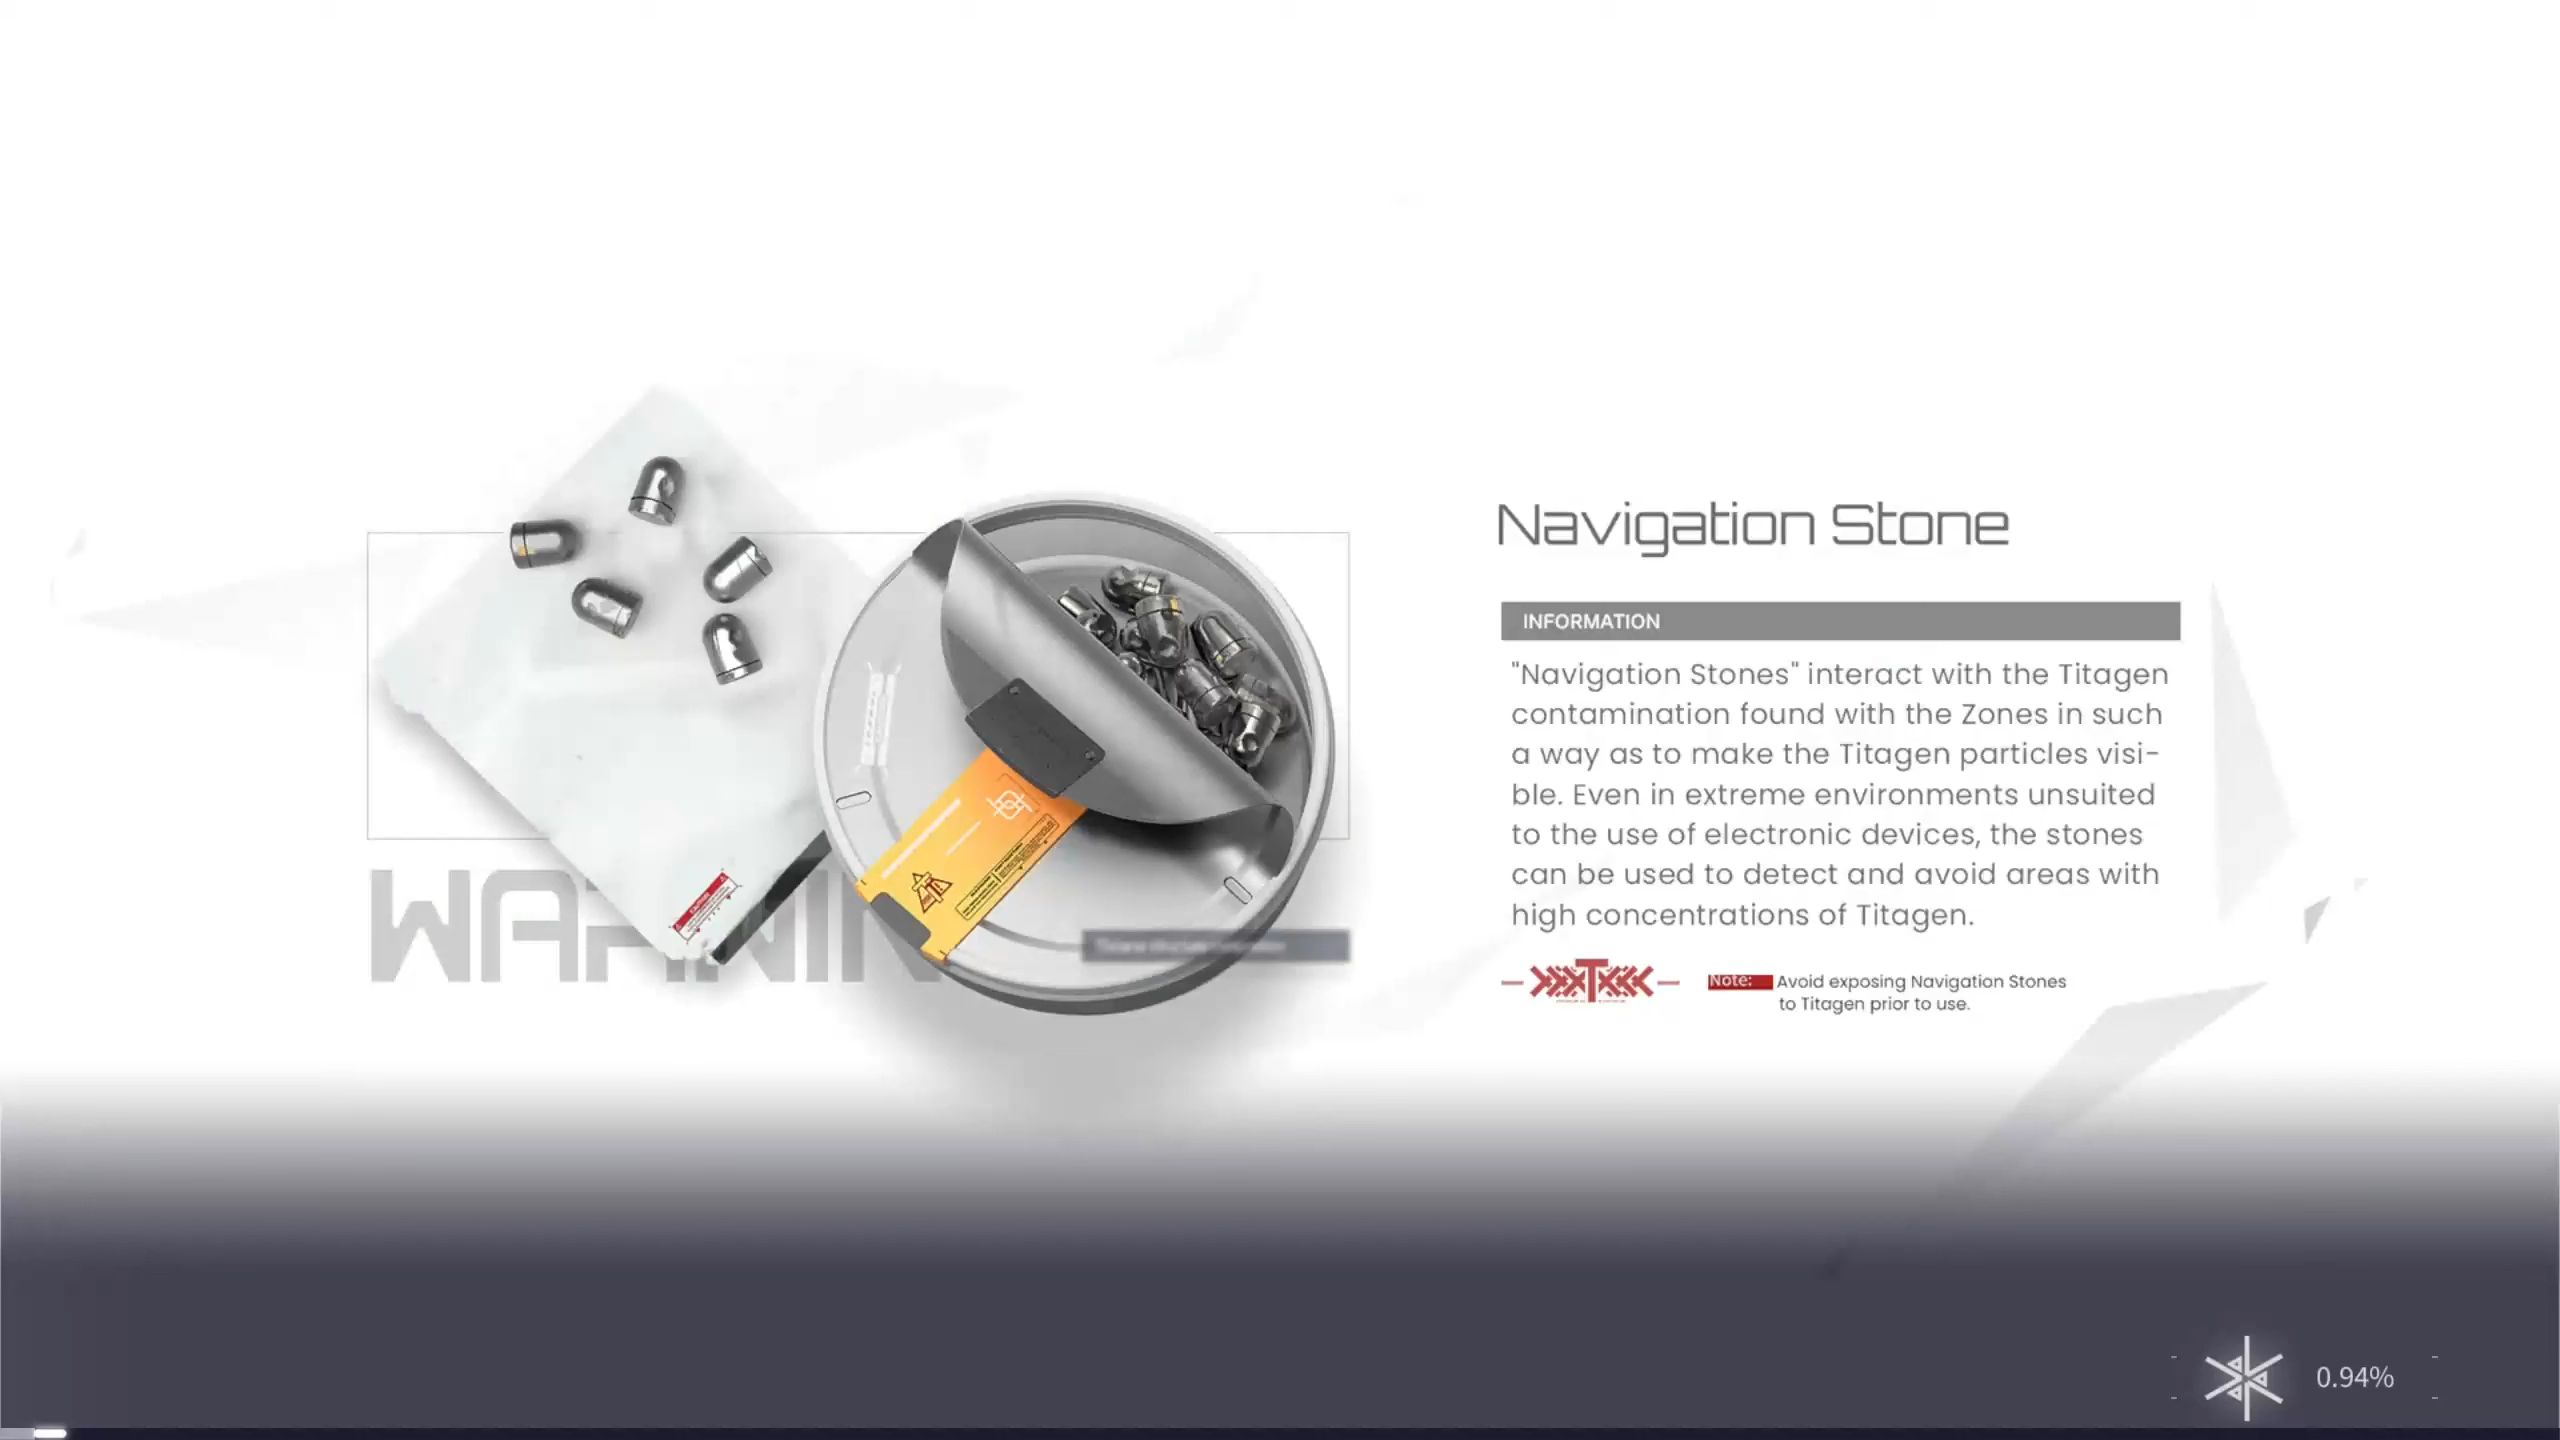 Navigation Stone
INFORMATION
"Navigation Stones" interact with the Titagen
contamination found with the Zones in such
a way as to make the Titagen particles visi-
ble. Even in extreme environments unsuited
to the use of electronic devices, the stones
can be used to detect and avoid areas with
high concentrations of Titagen.
Note: Avoid exposing Navigation Stones
to Titagen prior to use.
CAUTION
0.94%